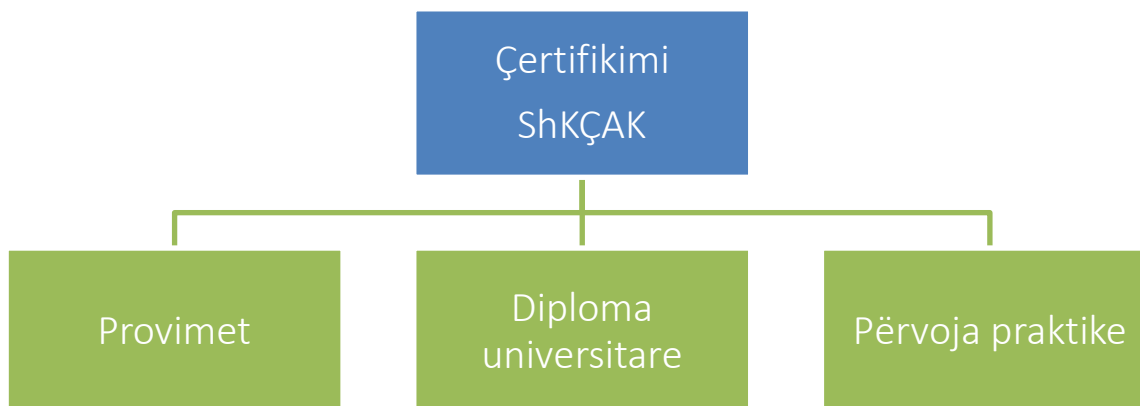 Çertifikimi
ShKÇAK
Provimet
Diploma
universitare
Përvoja praktike